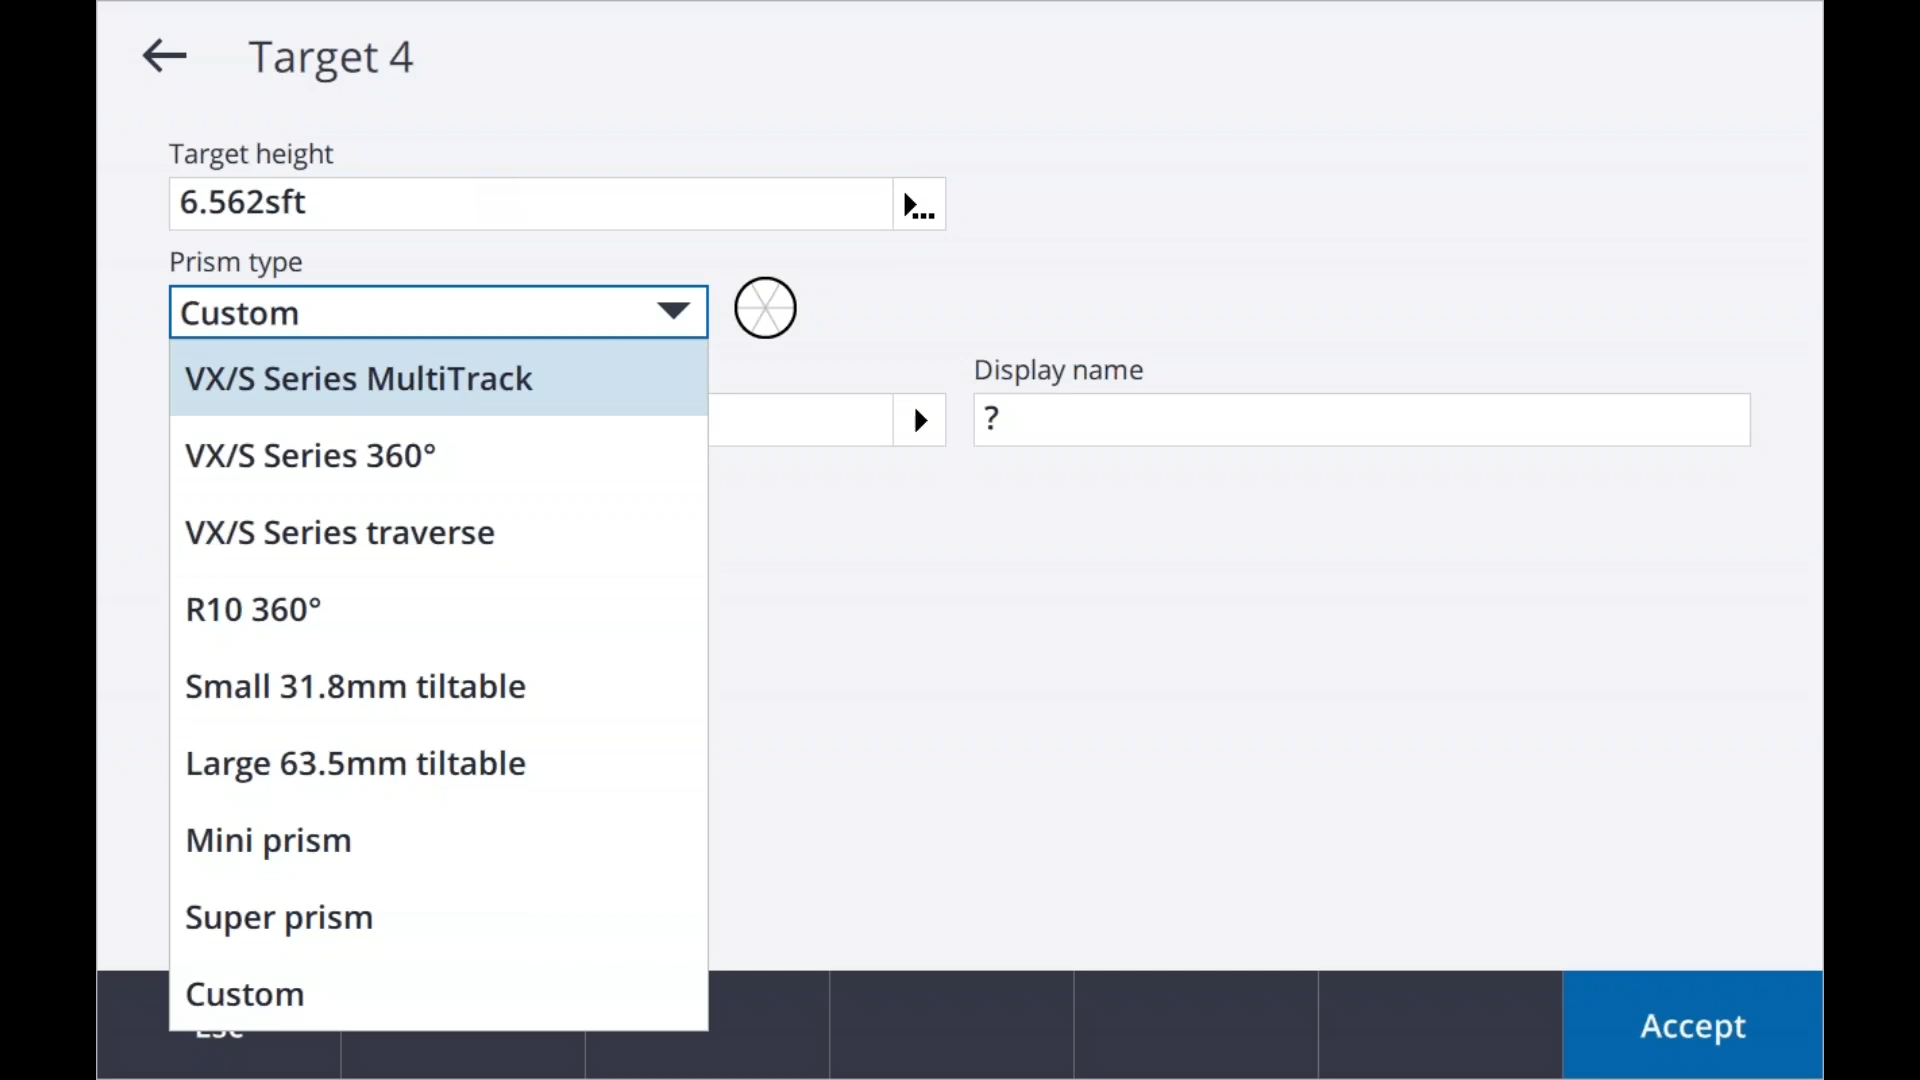 Target 4
Target height
6.562sft
Prism type
Custom
VX/S Series MultiTrack
VX/S Series 360°
VX/S Series traverse
R10 360°
Small 31.8mm tiltable
Large 63.5mm tiltable
Mini prism
Super prism
Custom
Display name
?
Esc
Accept